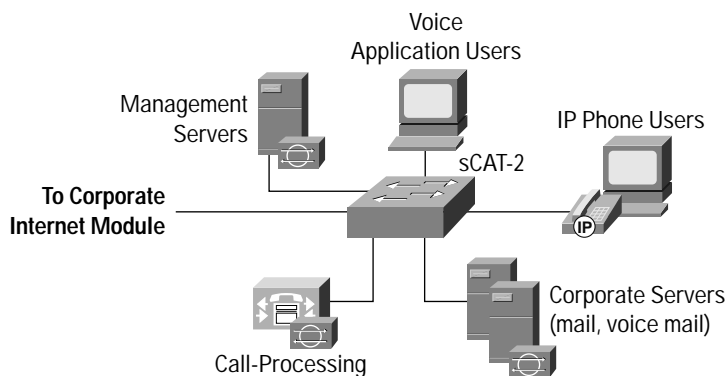 Voice
Application Users
Management
Servers
IP Phone Users
sCAT-2
To Corporate
Internet Module
IP
Corporate Servers
(mail, voice mail)
Call-Processing